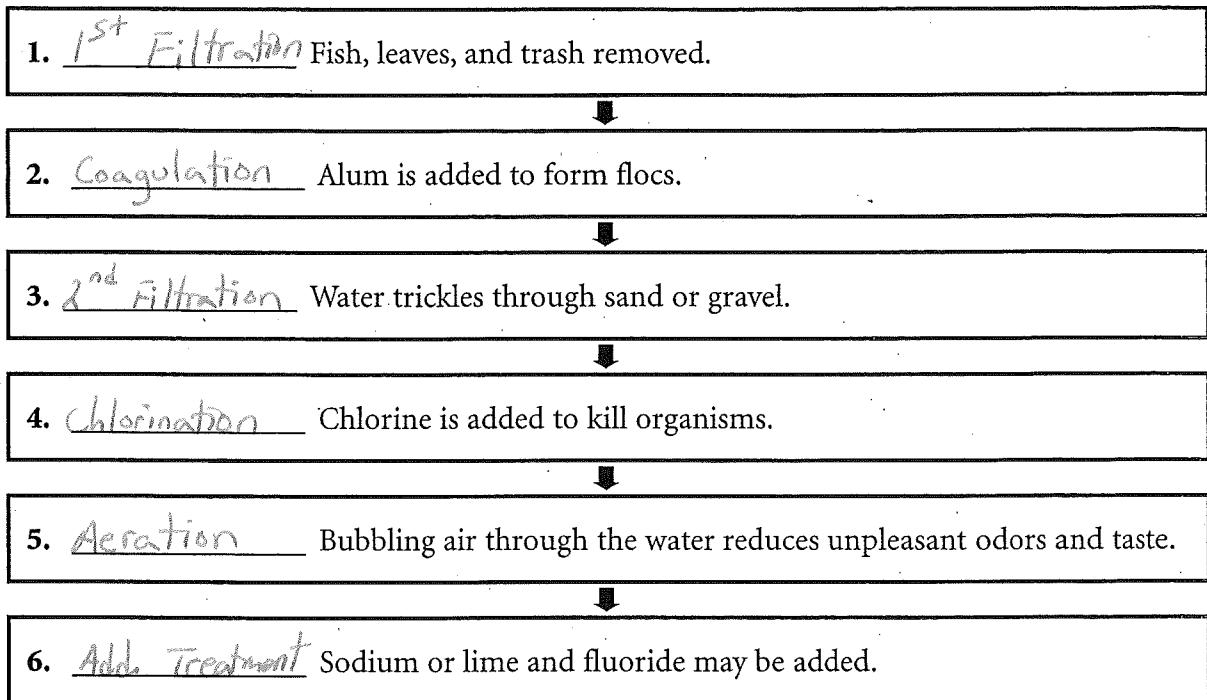 1. 1st Filtration Fish, leaves, and trash removed.
2. Coagulation Alum is added to form flocs.
3. 2nd Filtration Water trickles through sand or gravel.
4. Chlorination Chlorine is added to kill organisms.
5. Aeration Bubbling air through the water reduces unpleasant odors and taste.
6. Add. Treatment Sodium or lime and fluoride may be added.